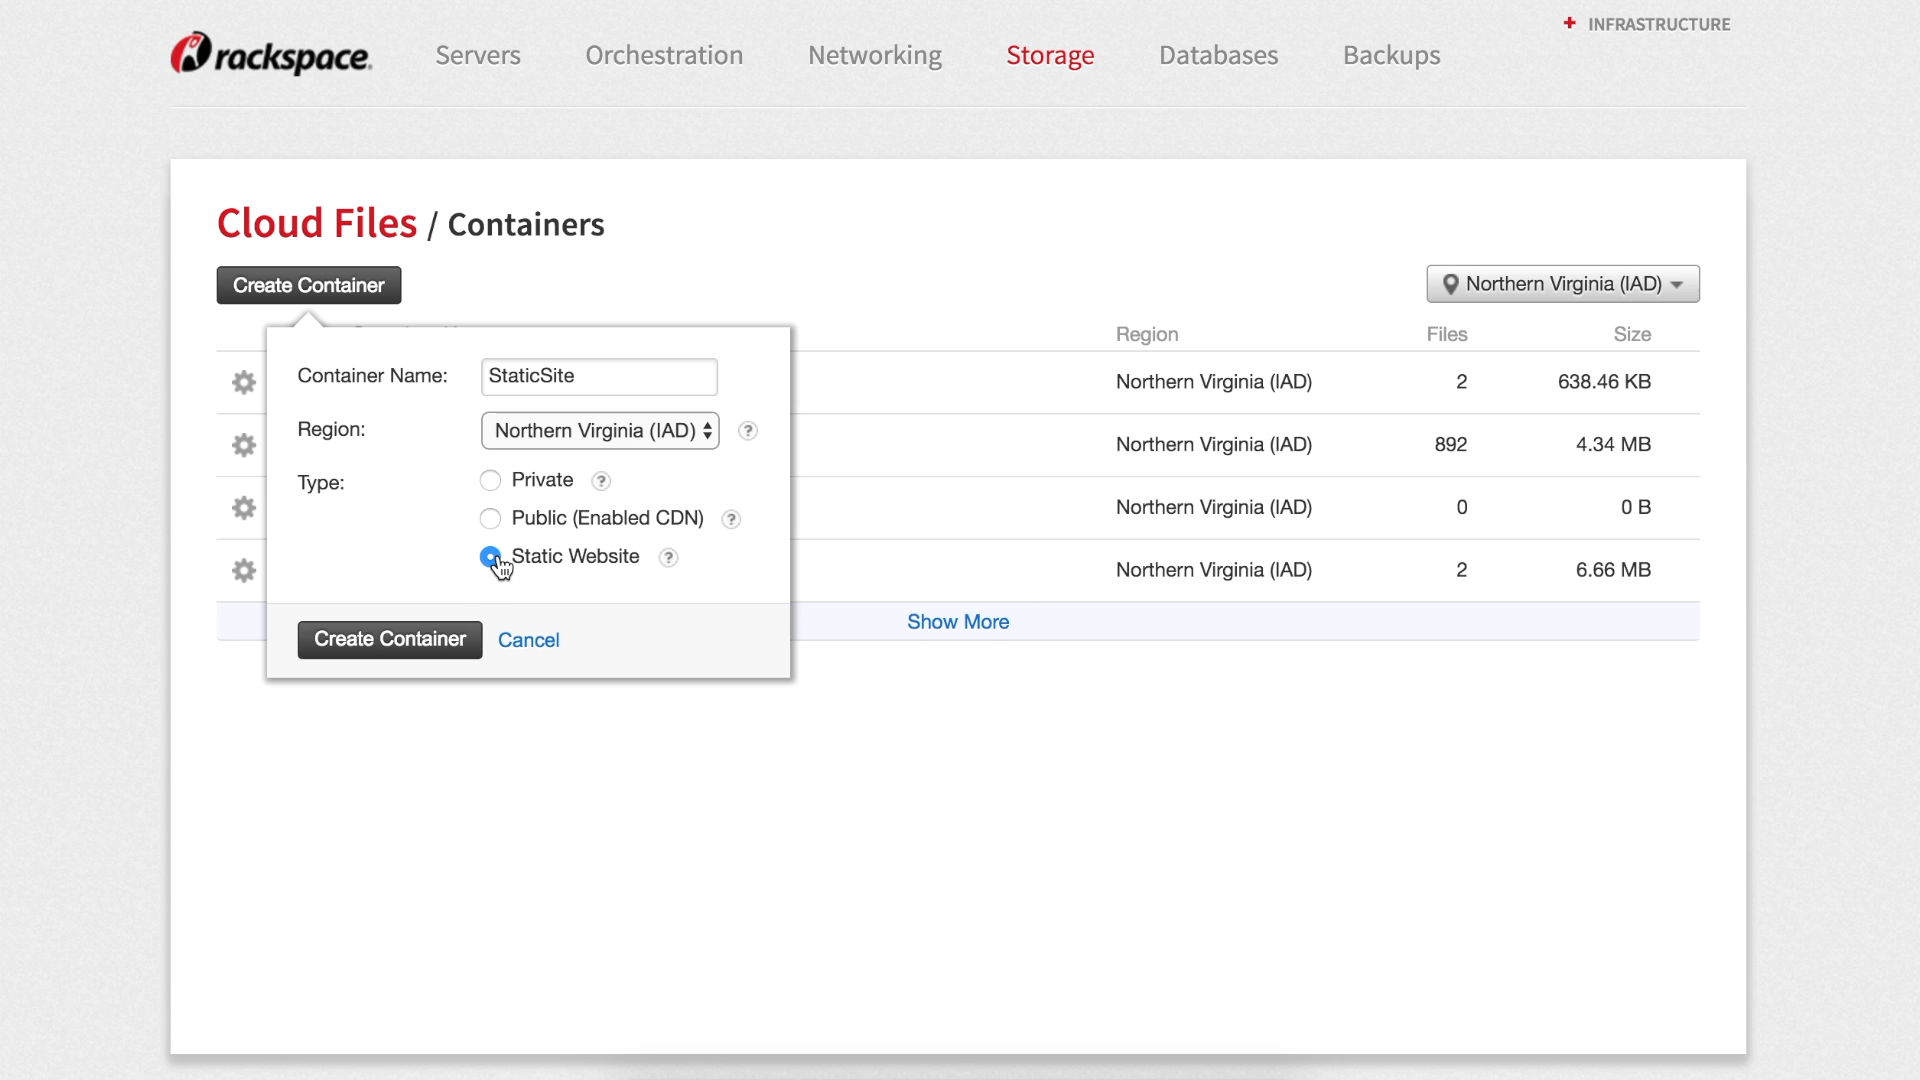 + INFRASTRUCTURE
rackspace.
Servers Orchestration Networking Storage Databases Backups
Cloud Files / Containers
Create Container
Northern Virginia (IAD)
Region Files Size
Container Name: StaticSite
Northern Virginia (IAD) 2 638.46 KB
Region: Northern Virginia (IAD) ?
Northern Virginia (IAD) 892 4.34 MB
Type: Private ?
Public (Enabled CDN) ?
Northern Virginia (IAD) 0 0 B
Static Website ?
Northern Virginia (IAD) 2 6.66 MB
Show More
Create Container Cancel